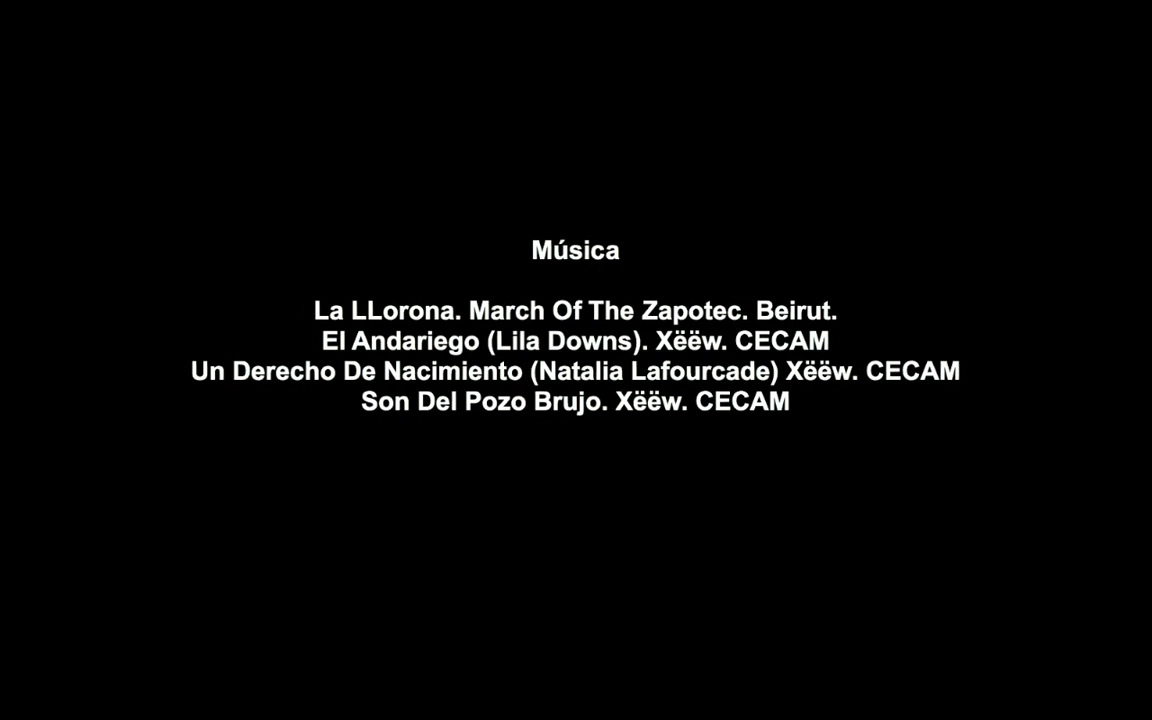 Música
La LLorona. March Of The Zapotec. Beirut.
El Andariego (Lila Downs). Xëëw. CECAM
Un Derecho De Nacimiento (Natalia Lafourcade) Xëëw. CECAM
Son Del Pozo Brujo. Xëëw. CECAM